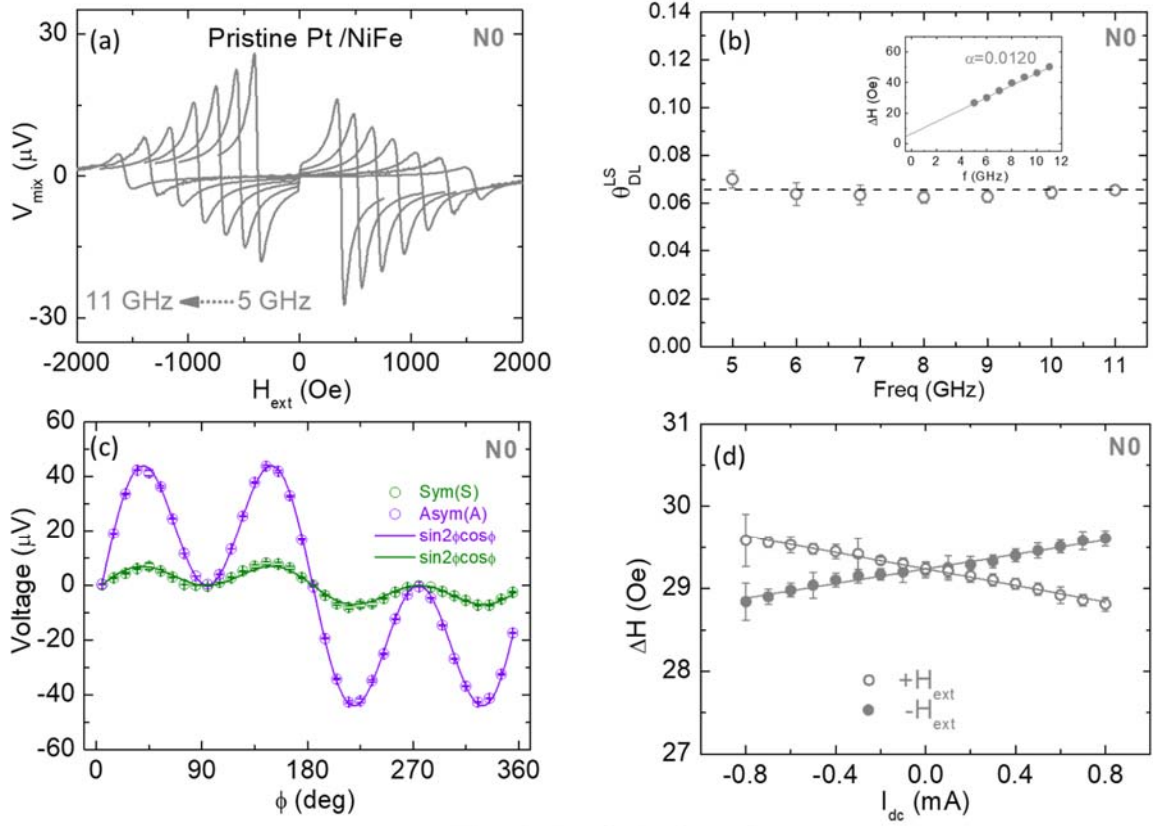 (a) Pristine Pt /NiFe N0
30
0
-30
V_mix (μV)
11 GHz ◄······ 5 GHz
-2000 -1000 0 1000 2000
H_ext (Oe)
(b) N0
0.14
0.12
0.10
0.08
0.06
0.04
0.02
0.00
θ_DL^LS
α=0.0120
60
40
20
0
ΔH (Oe)
0 2 4 6 8 10 12
f (GHz)
5 6 7 8 9 10 11
Freq (GHz)
(c) N0
60
40
20
0
-20
-40
-60
Voltage (μV)
Sym(S)
Asym(A)
sin2ϕcosϕ
sin2ϕcosϕ
0 90 180 270 360
ϕ (deg)
(d) N0
31
30
29
28
27
ΔH (Oe)
+H_ext
-H_ext
-0.8 -0.4 0.0 0.4 0.8
I_dc (mA)